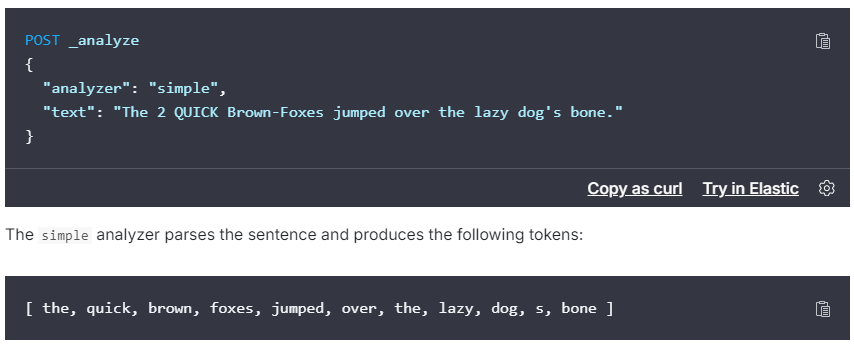 POST _analyze
{
  "analyzer": "simple",
  "text": "The 2 QUICK Brown-Foxes jumped over the lazy dog's bone."
}
Copy as curl Try in Elastic
The simple analyzer parses the sentence and produces the following tokens:
[ the, quick, brown, foxes, jumped, over, the, lazy, dog, s, bone ]